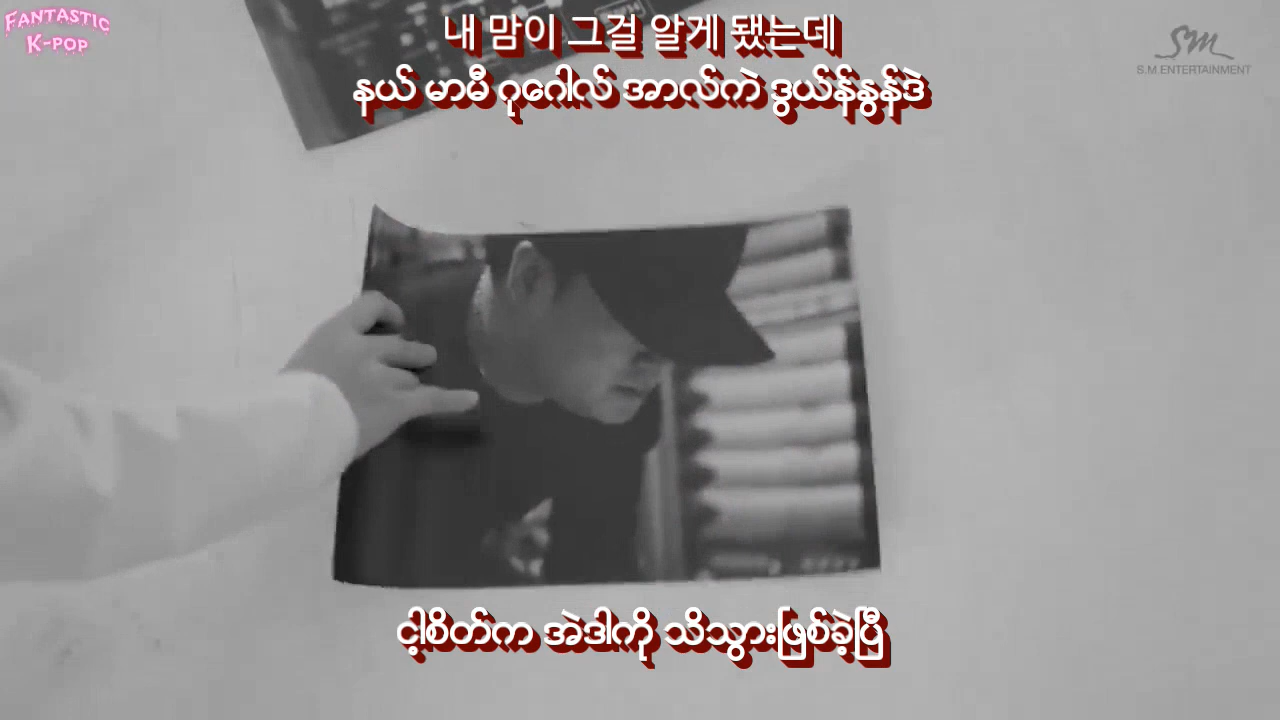 FANTASTIC
K-POP
내 맘이 그걸 알게 됐는데
နယ် မာမီ ဂုဂေါလ် အာလ်ကဲ ဒွယ်န်နွန်ဒဲ
SM
S.M.ENTERTAINMENT
ငါ့စိတ်က အဲဒါကို သိသွားဖြစ်ခဲ့ပြီ